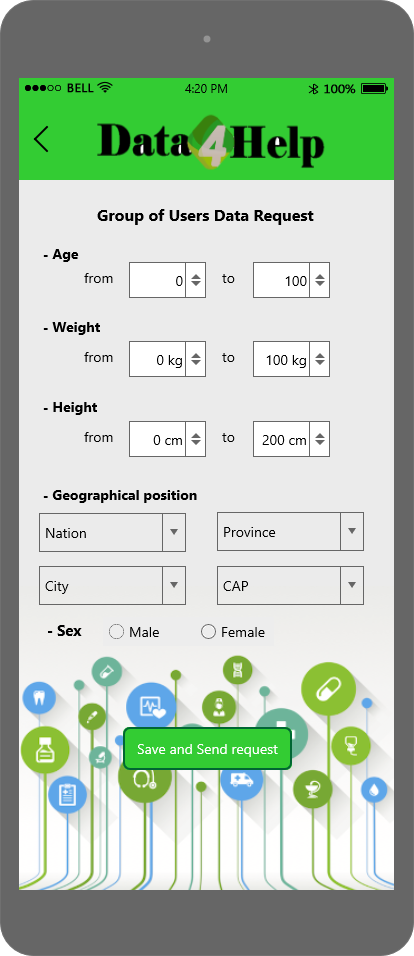 BELL 4:20 PM 100%
Data4Help
Group of Users Data Request
- Age
from 0 to 100
- Weight
from 0 kg to 100 kg
- Height
from 0 cm to 200 cm
- Geographical position
Nation Province
City CAP
- Sex Male Female
Save and Send request